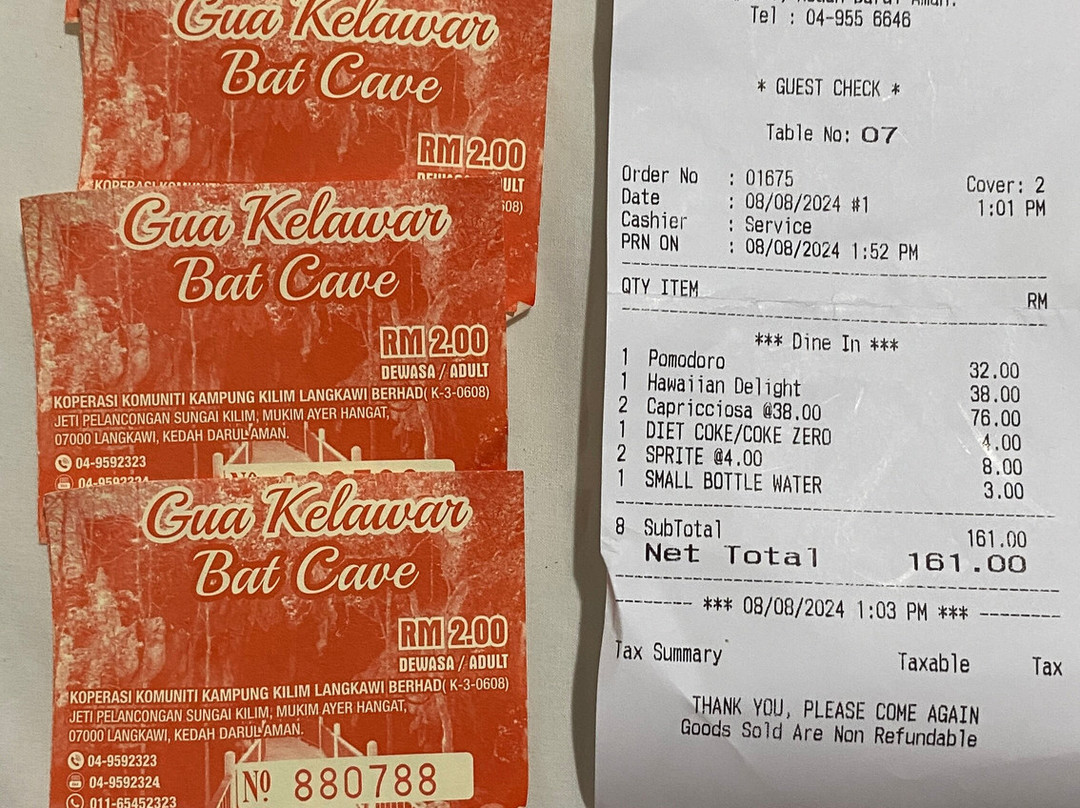 Gua Kelawar
Bat Cave
RM 2.00
Gua Kelawar
Bat Cave
RM 2.00
DEWASA / ADULT
KOPERASI KOMUNITI KAMPUNG KILIM LANGKAWI BERHAD( K-3-0608)
JETI PELANCONGAN SUNGAI KILIM, MUKIM AYER HANGAT,
07000 LANGKAWI, KEDAH DARUL AMAN.
04-9592323
04-9592324
Gua Kelawar
Bat Cave
RM 2.00
DEWASA / ADULT
KOPERASI KOMUNITI KAMPUNG KILIM LANGKAWI BERHAD( K-3-0608)
JETI PELANCONGAN SUNGAI KILIM, MUKIM AYER HANGAT,
07000 LANGKAWI, KEDAH DARUL AMAN.
04-9592323
04-9592324
011-65452323
Nº 880788
Tel : 04-955 6646
* GUEST CHECK *
Table No: 07
Order No : 01675 Cover: 2
Date : 08/08/2024 #1 1:01 PM
Cashier : Service
PRN ON : 08/08/2024 1:52 PM
QTY ITEM RM
*** Dine In ***
1 Pomodoro 32.00
1 Hawaiian Delight 38.00
2 Capricciosa @38.00 76.00
1 DIET COKE/COKE ZERO 4.00
2 SPRITE @4.00 8.00
1 SMALL BOTTLE WATER 3.00
8 SubTotal 161.00
Net Total 161.00
--------- *** 08/08/2024 1:03 PM *** ---------
Tax Summary Taxable Tax
THANK YOU, PLEASE COME AGAIN
Goods Sold Are Non Refundable